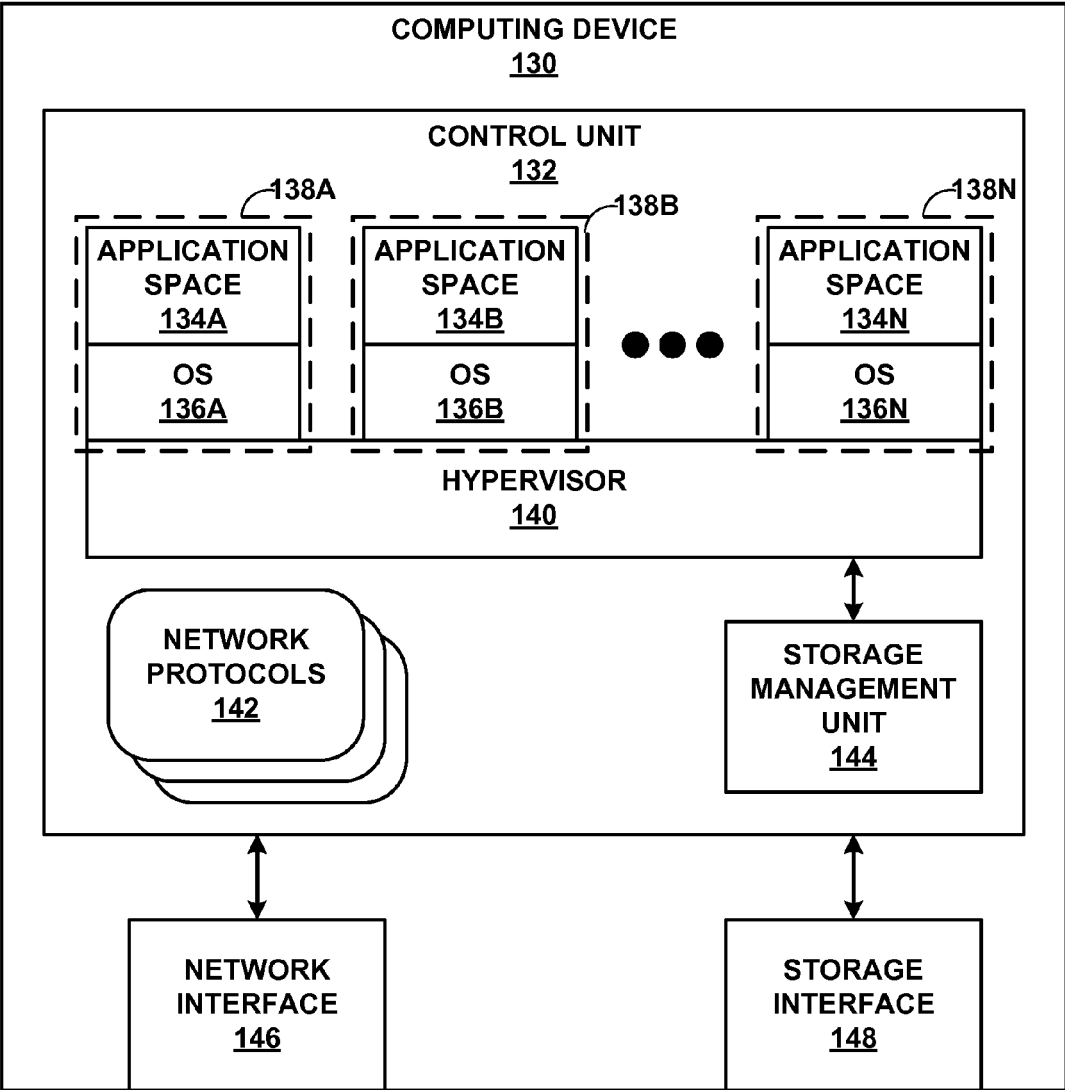 COMPUTING DEVICE
130
CONTROL UNIT
132
138A
138B
138N
APPLICATION
SPACE
134A
APPLICATION
SPACE
134B
APPLICATION
SPACE
134N
OS
136A
OS
136B
OS
136N
HYPERVISOR
140
NETWORK
PROTOCOLS
142
STORAGE
MANAGEMENT
UNIT
144
NETWORK
INTERFACE
146
STORAGE
INTERFACE
148